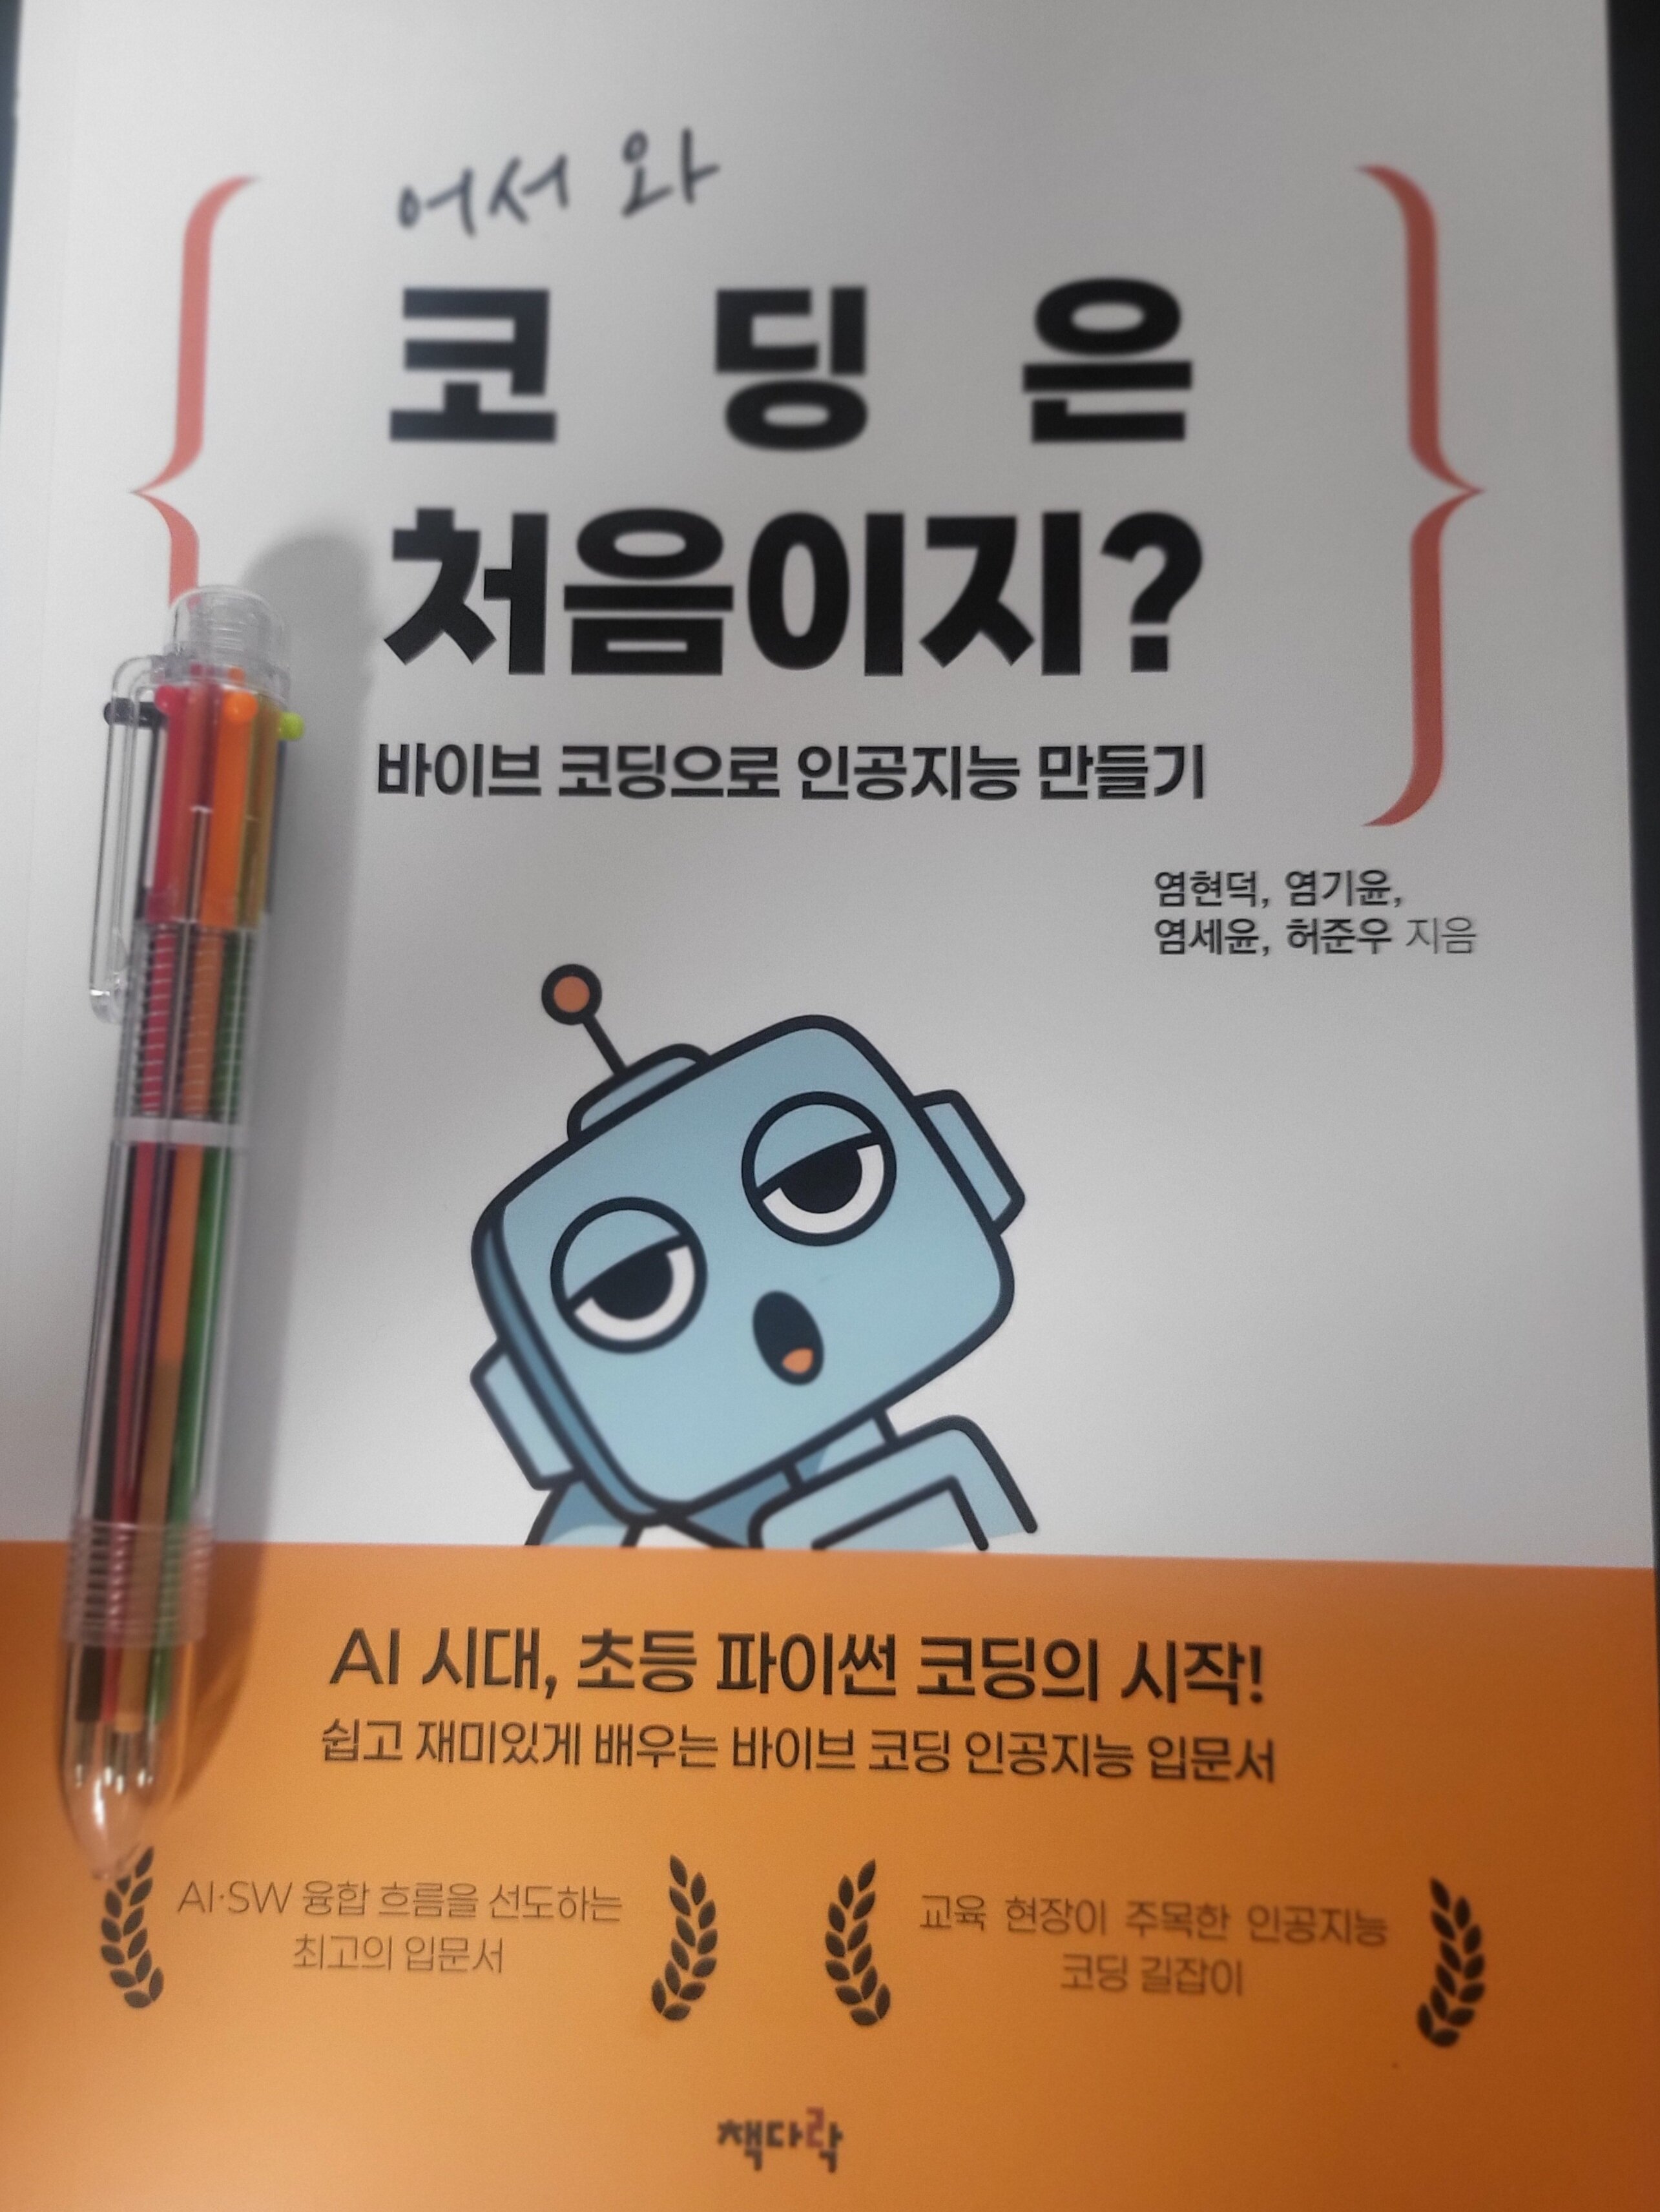 어서 와
코딩은
처음이지?
바이브 코딩으로 인공지능 만들기
염현덕, 염기윤,
염세윤, 허준우 지음
AI 시대, 초등 파이썬 코딩의 시작!
쉽고 재미있게 배우는 바이브 코딩 인공지능 입문서
AI·SW 융합 흐름을 선도하는
최고의 입문서
교육 현장이 주목한 인공지능
코딩 길잡이
책다락